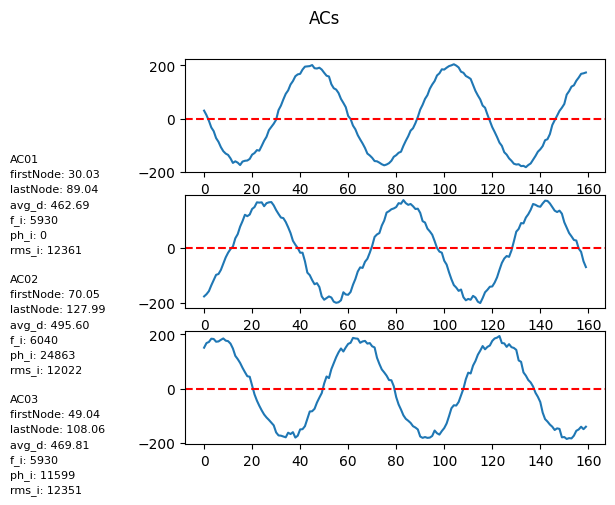 ACs
200
0
−200
0 20 40 60 80 100 120 140 160
0
−200
0 20 40 60 80 100 120 140 160
200
0
−200
0 20 40 60 80 100 120 140 160
AC01
firstNode: 30.03
lastNode: 89.04
avg_d: 462.69
f_i: 5930
ph_i: 0
rms_i: 12361
AC02
firstNode: 70.05
lastNode: 127.99
avg_d: 495.60
f_i: 6040
ph_i: 24863
rms_i: 12022
AC03
firstNode: 49.04
lastNode: 108.06
avg_d: 469.81
f_i: 5930
ph_i: 11599
rms_i: 12351